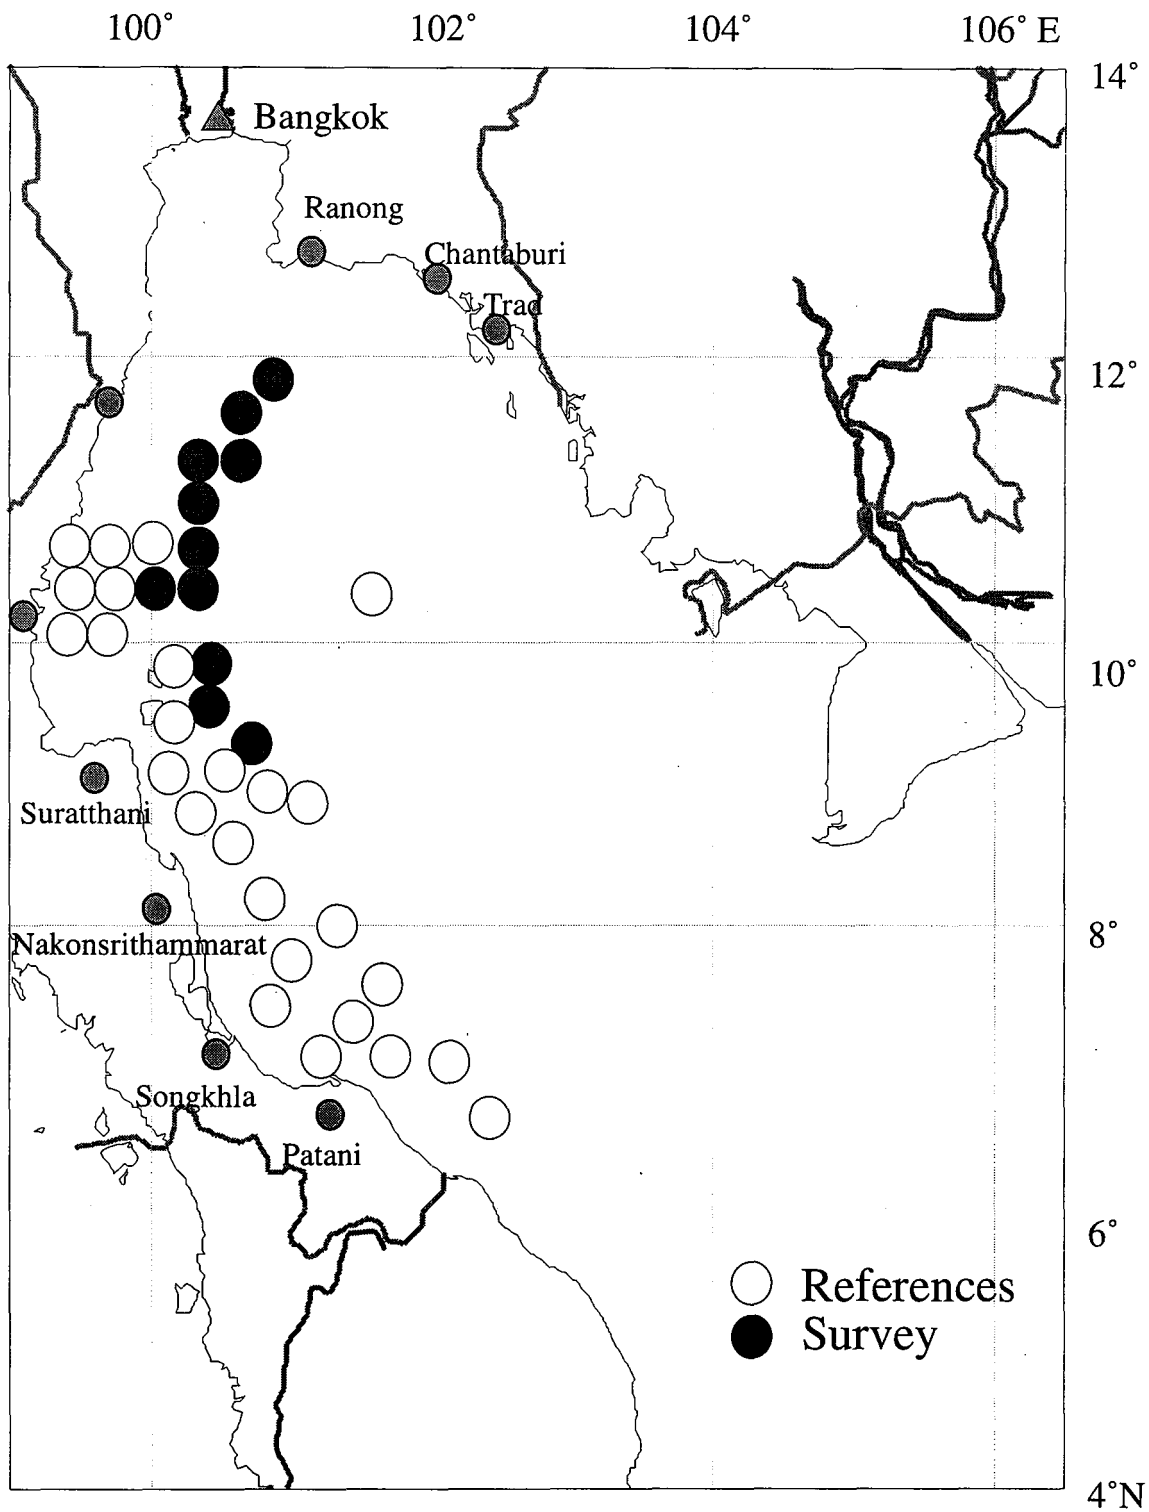 100° 102° 104° 106° E
14°
Bangkok
Ranong
Chantaburi
Trad
12°
10°
Suratthani
8°
Nakonsrithammarat
Songkhla
Patani
6°
References
Survey
4°N